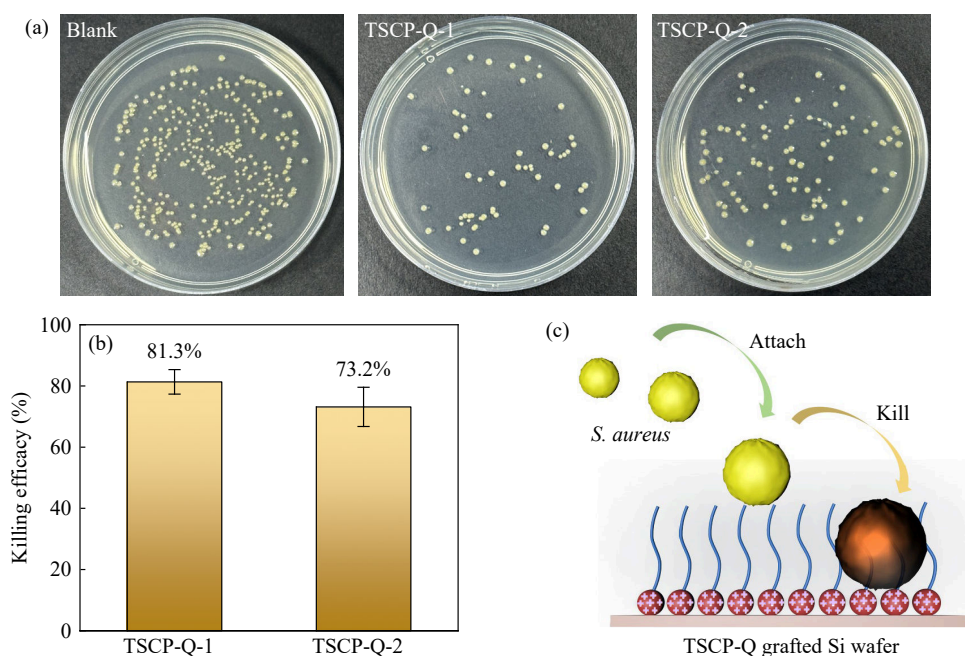 (a)
Blank
TSCP-Q-1
TSCP-Q-2
(b)
Killing efficacy (%)
100
80
60
40
20
0
81.3%
73.2%
TSCP-Q-1
TSCP-Q-2
(c)
Attach
Kill
S. aureus
TSCP-Q grafted Si wafer